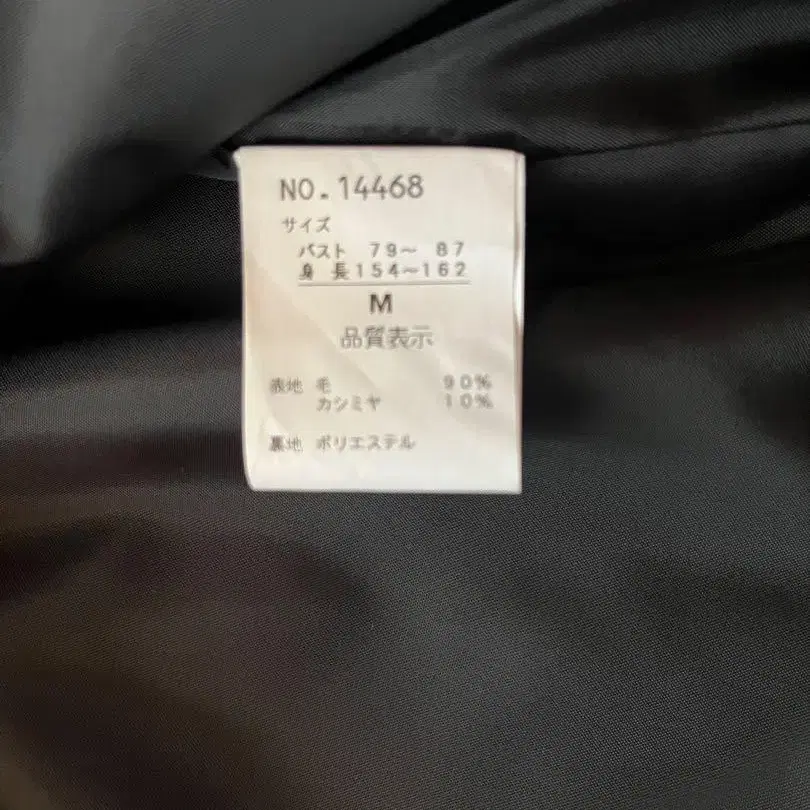 NO.14468
サイズ
バスト 79〜 87
身 長154〜162
M
品質表示
表地 毛 90%
カシミヤ 10%
裏地 ポリエステル